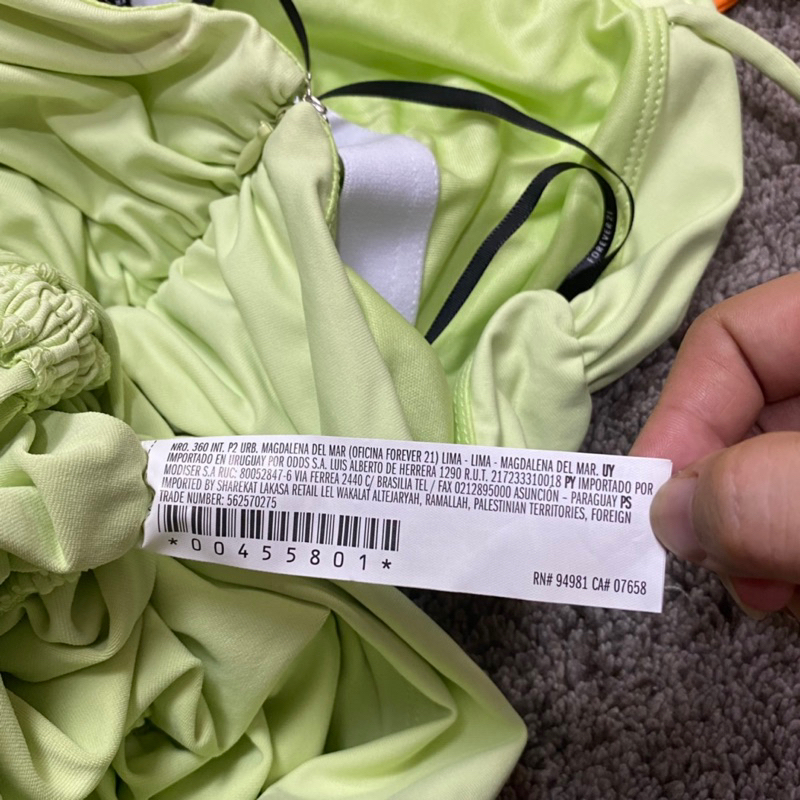 FOREVER 21
NRO. 360 INT. P2 URB. MAGDALENA DEL MAR (OFICINA FOREVER 21) LIMA - LIMA - MAGDALENA DEL MAR. UY
IMPORTADO EN URUGUAY POR ODDS S.A. LUIS ALBERTO DE HERRERA 1290 R.U.T. 217233310018 PY IMPORTADO POR
MODISER S.A RUC: 80052847-6 VIA FERREA 2440 C/ BRASILIA TEL / FAX 0212895000 ASUNCIÓN - PARAGUAY PS
IMPORTED BY SHAREKAT LAKASA RETAIL LEL WAKALAT ALTEJARYAH, RAMALLAH, PALESTINIAN TERRITORIES, FOREIGN
TRADE NUMBER: 562570275
*00455801*
RN# 94981 CA# 07658